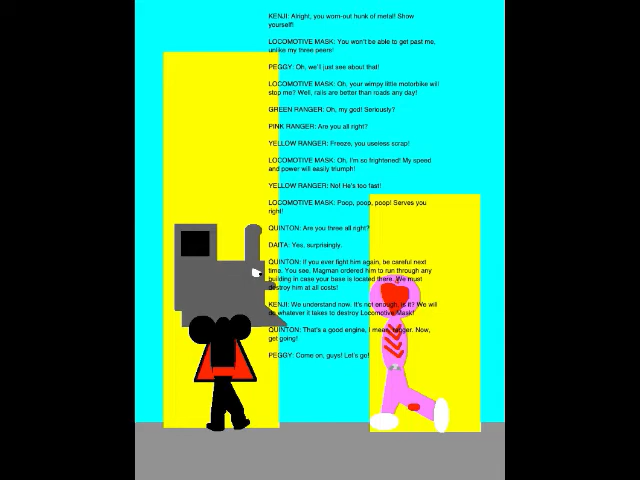 KENJI: Alright, you worn-out hunk of metal! Show
yourself!
LOCOMOTIVE MASK: You won't be able to get past me,
unlike my three peers!
PEGGY: Oh, we'll just see about that!
LOCOMOTIVE MASK: Oh, your wimpy little motorbike will
stop me? Well, rails are better than roads any day!
GREEN RANGER: Oh, my god! Seriously?
PINK RANGER: Are you all right?
YELLOW RANGER: Freeze, you useless scrap!
LOCOMOTIVE MASK: Oh, I'm so frightened! My speed
and power will easily triumph!
YELLOW RANGER: No! He's too fast!
LOCOMOTIVE MASK: Poop, poop, poop! Serves you
right!
QUINTON: Are you three all right?
DAITA: Yes, surprisingly.
QUINTON: If you ever fight him again, be careful next
time. You see, Magman ordered him to run through any
building in case your base is located there. We must
destroy him at all costs!
KENJI: We understand now. It's not enough, is it? We will
do whatever it takes to destroy Locomotive Mask!
QUINTON: That's a good engine, I mean, digger. Now,
get going!
PEGGY: Come on, guys! Let's go!